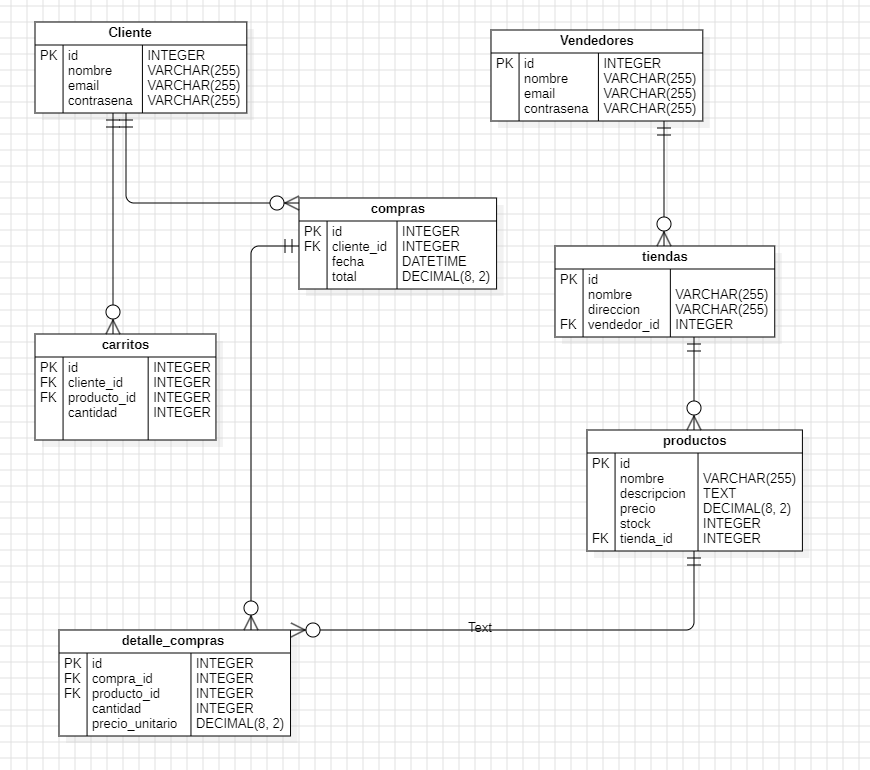 Cliente
PK id INTEGER
nombre VARCHAR(255)
email VARCHAR(255)
contrasena VARCHAR(255)
Vendedores
PK id INTEGER
nombre VARCHAR(255)
email VARCHAR(255)
contrasena VARCHAR(255)
compras
PK id INTEGER
FK cliente_id INTEGER
fecha DATETIME
total DECIMAL(8, 2)
tiendas
PK id
nombre VARCHAR(255)
direccion VARCHAR(255)
FK vendedor_id INTEGER
carritos
PK id INTEGER
FK cliente_id INTEGER
FK producto_id INTEGER
cantidad INTEGER
productos
PK id
nombre VARCHAR(255)
descripcion TEXT
precio DECIMAL(8, 2)
stock INTEGER
FK tienda_id INTEGER
Text
detalle_compras
PK id INTEGER
FK compra_id INTEGER
FK producto_id INTEGER
cantidad INTEGER
precio_unitario DECIMAL(8, 2)